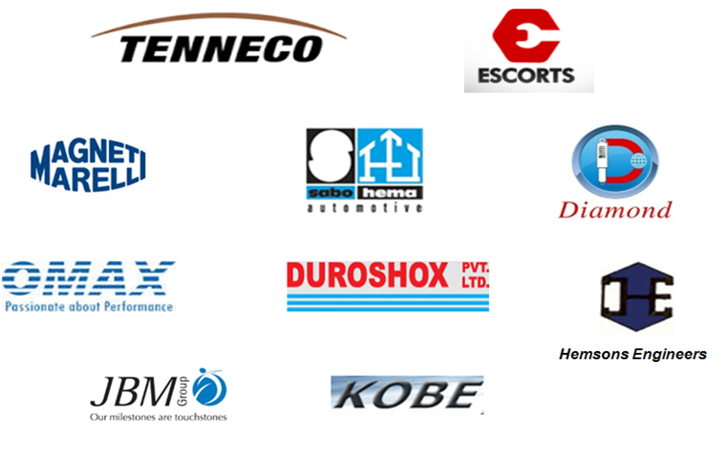 TENNECO
ESCORTS
MAGNETI
MARELLI
sabo hema
automotive
Diamond
OMAX
Passionate about Performance
DUROSHOX PVT.
LTD.
HE
Hemsons Engineers
JBM Group
Our milestones are touchstones
KOBE